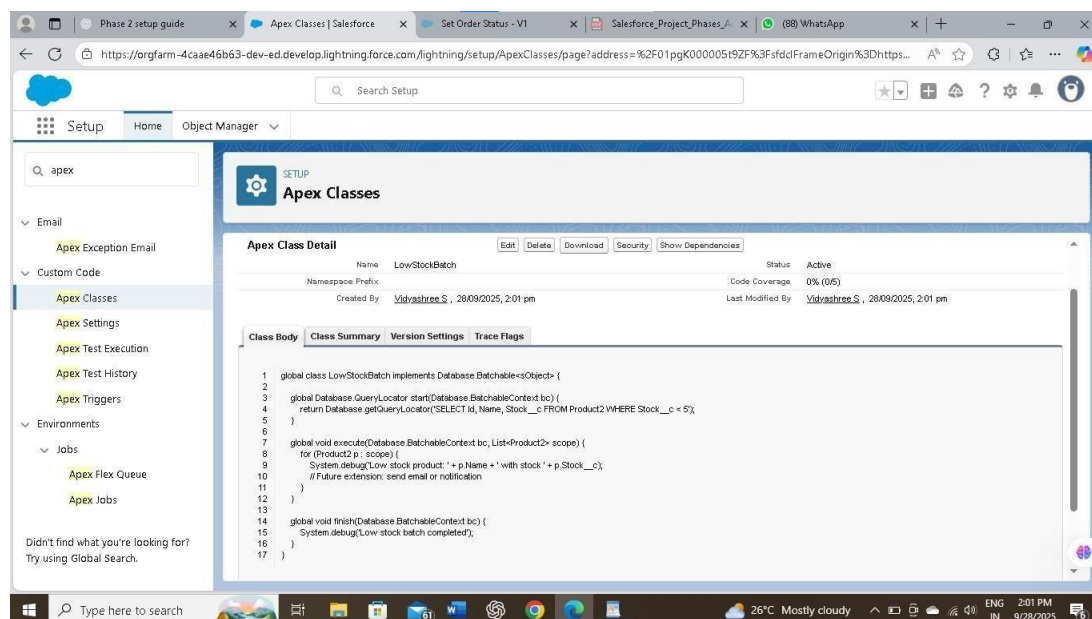 Phase 2 setup guide
Apex Classes | Salesforce
Set Order Status - V1
Salesforce_Project_Phases_A
(88) WhatsApp
https://orgfarm-4caae46b63-dev-ed.develop.lightning.force.com/lightning/setup/ApexClasses/page?address=%2F01pgK000005t9ZF%3FsfdcIFrameOrigin%3Dhttps...
Search Setup
Setup
Home
Object Manager
apex
Email
Apex Exception Email
Custom Code
Apex Classes
Apex Settings
Apex Test Execution
Apex Test History
Apex Triggers
Environments
Jobs
Apex Flex Queue
Apex Jobs
Didn't find what you're looking for?
Try using Global Search.
SETUP
Apex Classes
Apex Class Detail
Edit Delete Download Security Show Dependencies
Name LowStockBatch Status Active
Namespace Prefix Code Coverage 0% (0/5)
Created By Vidyashree S , 28/09/2025, 2:01 pm Last Modified By Vidyashree S , 28/09/2025, 2:01 pm
Class Body Class Summary Version Settings Trace Flags
1 global class LowStockBatch implements Database.Batchable<sObject> {
2
3 global Database.QueryLocator start(Database.BatchableContext bc) {
4 return Database.getQueryLocator('SELECT Id, Name, Stock__c FROM Product2 WHERE Stock__c < 5');
5 }
6
7 global void execute(Database.BatchableContext bc, List<Product2> scope) {
8 for (Product2 p : scope) {
9 System.debug('Low stock product: ' + p.Name + ' with stock ' + p.Stock__c);
10 // Future extension: send email or notification
11 }
12 }
13
14 global void finish(Database.BatchableContext bc) {
15 System.debug('Low stock batch completed');
16 }
17 }
Type here to search
61
26°C Mostly cloudy
ENG
IN
2:01 PM
9/28/2025
6